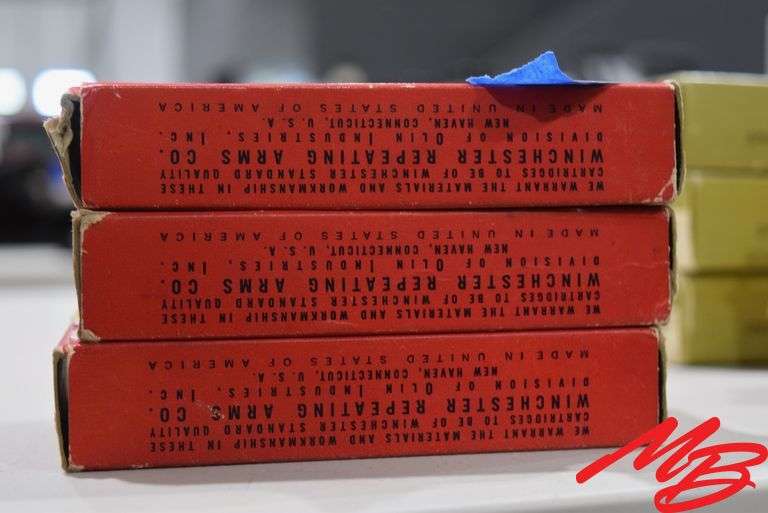 WE WARRANT THE MATERIALS AND WORKMANSHIP IN THESE
CARTRIDGES TO BE OF WINCHESTER STANDARD QUALITY
WINCHESTER REPEATING ARMS CO.
DIVISION OF OLIN INDUSTRIES, INC.
NEW HAVEN, CONNECTICUT, U.S.A.
MADE IN UNITED STATES OF AMERICA
WE WARRANT THE MATERIALS AND WORKMANSHIP IN THESE
CARTRIDGES TO BE OF WINCHESTER STANDARD QUALITY
WINCHESTER REPEATING ARMS CO.
DIVISION OF OLIN INDUSTRIES, INC.
NEW HAVEN, CONNECTICUT, U.S.A.
MADE IN UNITED STATES OF AMERICA
WE WARRANT THE MATERIALS AND WORKMANSHIP IN THESE
CARTRIDGES TO BE OF WINCHESTER STANDARD QUALITY
WINCHESTER REPEATING ARMS CO.
DIVISION OF OLIN INDUSTRIES, INC.
NEW HAVEN, CONNECTICUT, U.S.A.
MADE IN UNITED STATES OF AMERICA
MB